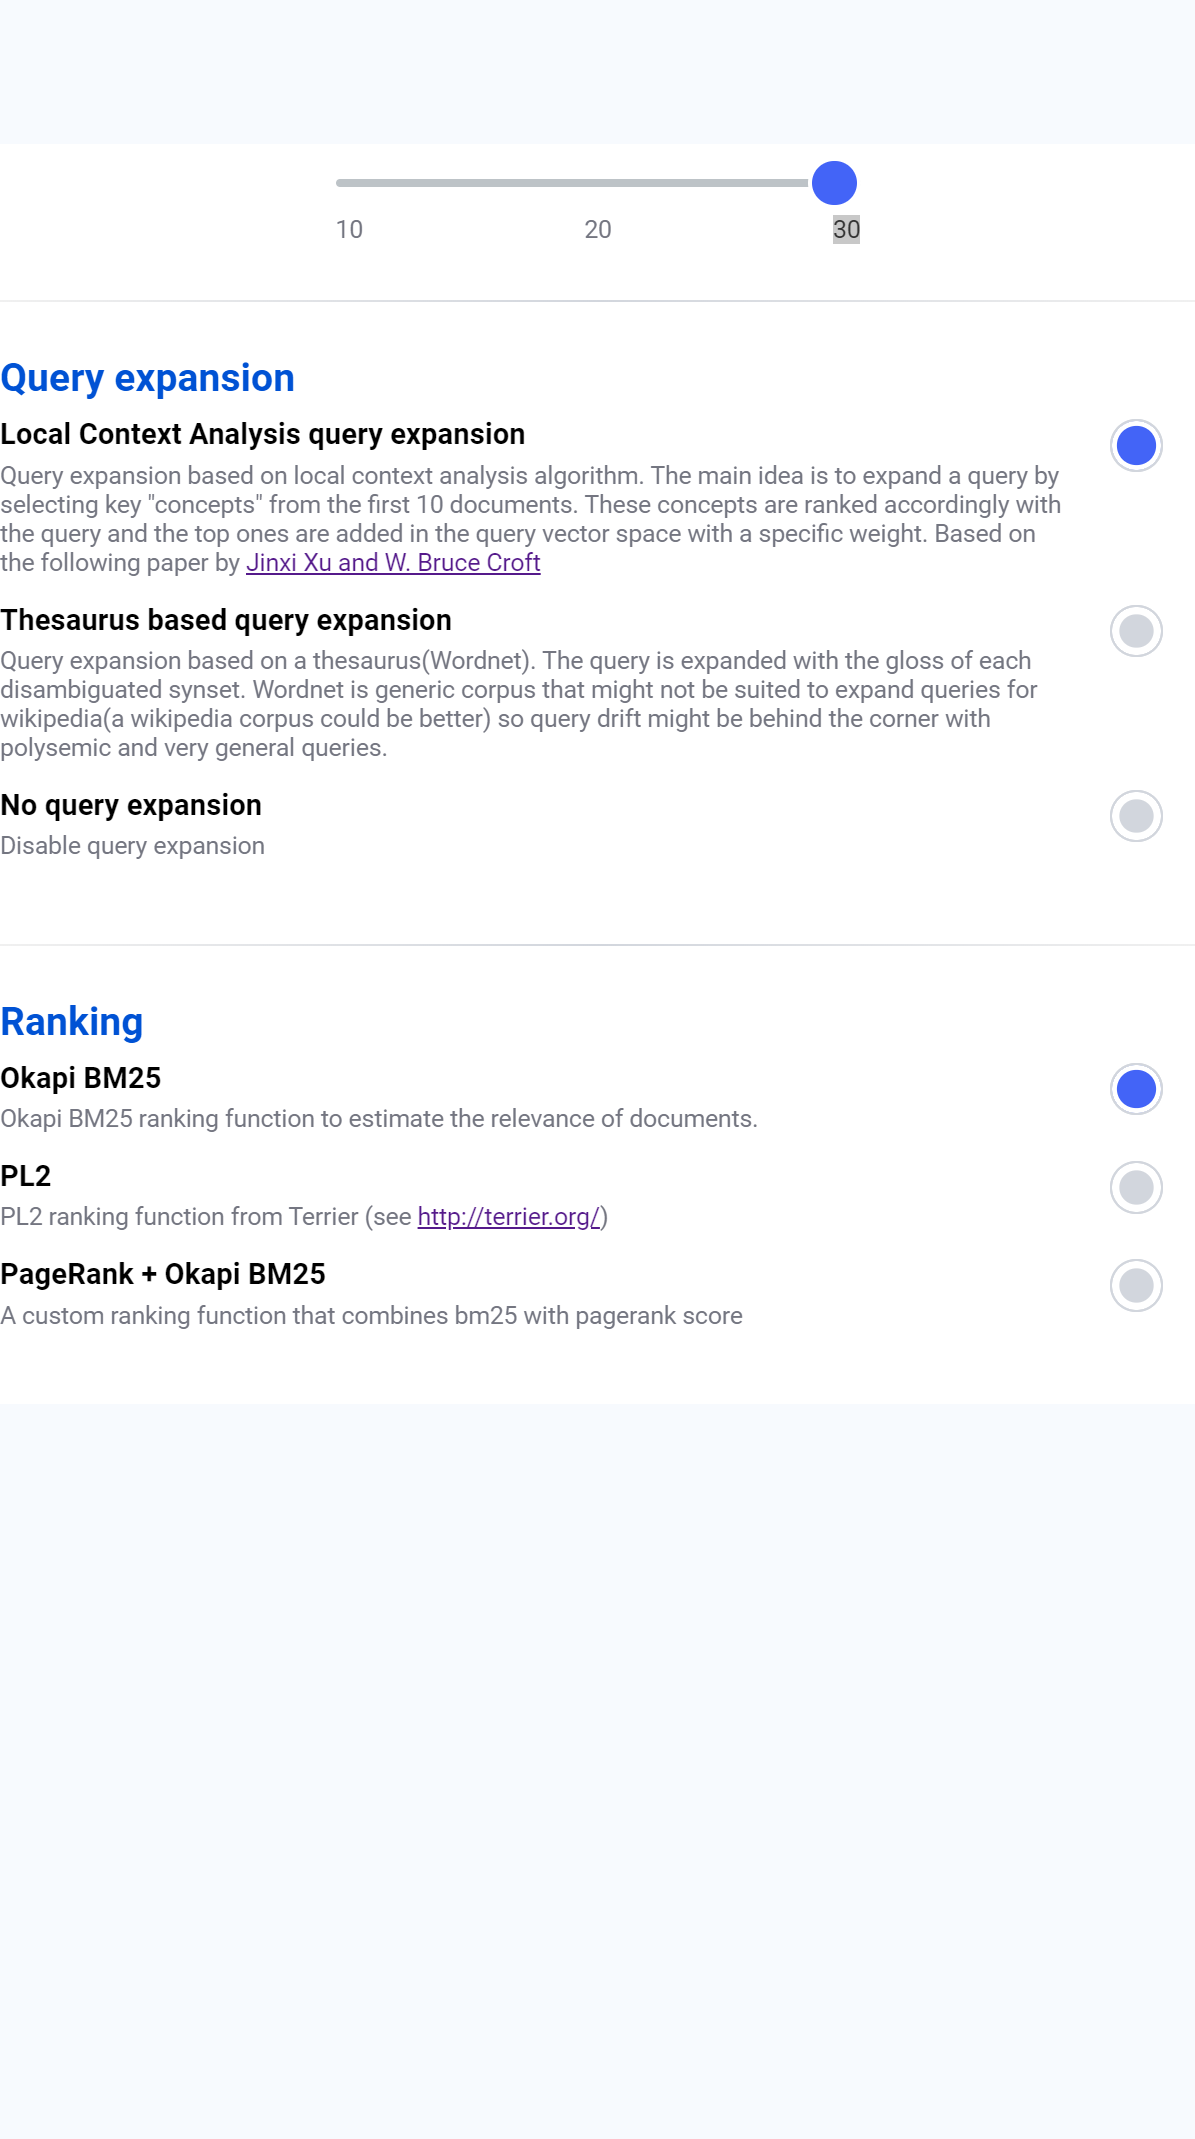 10 20 30
Query expansion
Local Context Analysis query expansion
Query expansion based on local context analysis algorithm. The main idea is to expand a query by
selecting key "concepts" from the first 10 documents. These concepts are ranked accordingly with
the query and the top ones are added in the query vector space with a specific weight. Based on
the following paper by Jinxi Xu and W. Bruce Croft
Thesaurus based query expansion
Query expansion based on a thesaurus(Wordnet). The query is expanded with the gloss of each
disambiguated synset. Wordnet is generic corpus that might not be suited to expand queries for
wikipedia(a wikipedia corpus could be better) so query drift might be behind the corner with
polysemic and very general queries.
No query expansion
Disable query expansion
Ranking
Okapi BM25
Okapi BM25 ranking function to estimate the relevance of documents.
PL2
PL2 ranking function from Terrier (see http://terrier.org/)
PageRank + Okapi BM25
A custom ranking function that combines bm25 with pagerank score